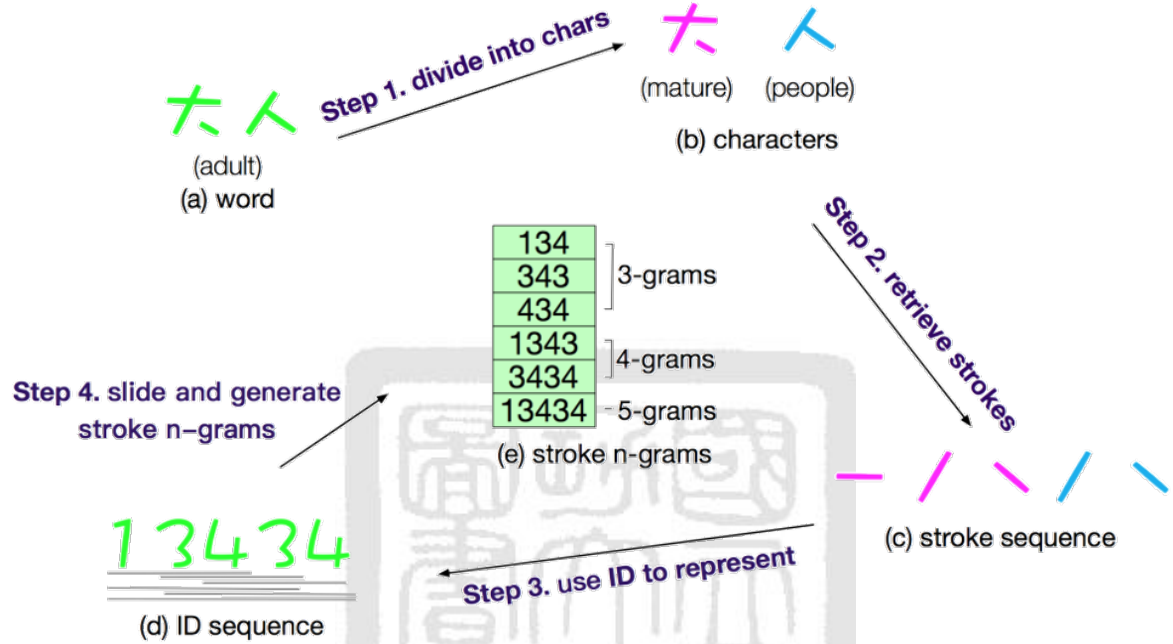 大人
(adult)
(a) word
Step 1. divide into chars
大 人
(mature) (people)
(b) characters
Step 2. retrieve strokes
(c) stroke sequence
Step 3. use ID to represent
13434
(d) ID sequence
Step 4. slide and generate
stroke n–grams
134
343
434
3-grams
1343
3434
4-grams
13434
5-grams
(e) stroke n-grams